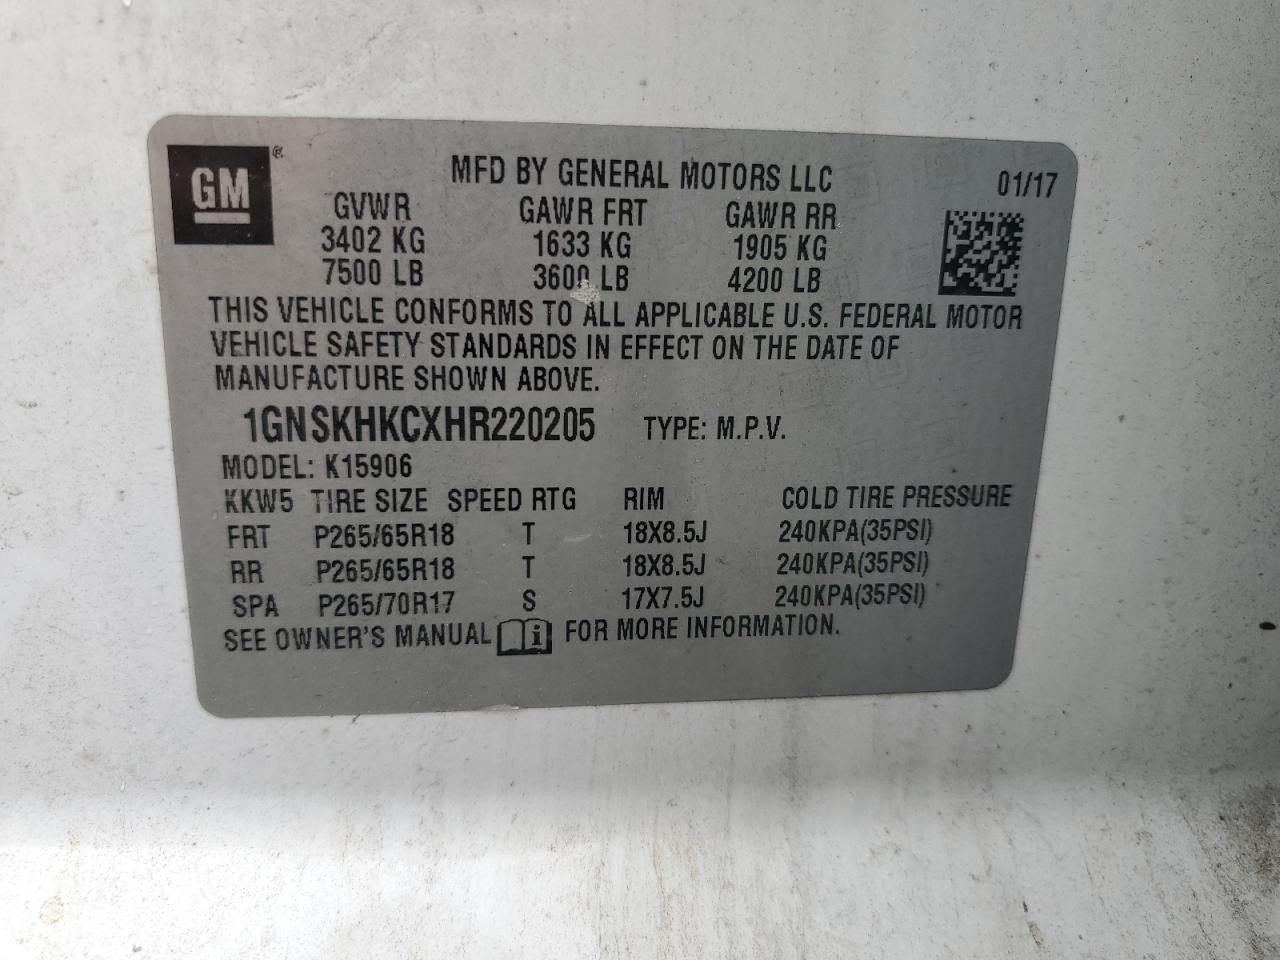 GM®
MFD BY GENERAL MOTORS LLC 01/17
GVWR GAWR FRT GAWR RR
3402 KG 1633 KG 1905 KG
7500 LB 3600 LB 4200 LB
THIS VEHICLE CONFORMS TO ALL APPLICABLE U.S. FEDERAL MOTOR
VEHICLE SAFETY STANDARDS IN EFFECT ON THE DATE OF
MANUFACTURE SHOWN ABOVE.
1GNSKHKCXHR220205 TYPE: M.P.V.
MODEL: K15906
KKW5 TIRE SIZE SPEED RTG RIM COLD TIRE PRESSURE
FRT P265/65R18 T 18X8.5J 240KPA(35PSI)
RR P265/65R18 T 18X8.5J 240KPA(35PSI)
SPA P265/70R17 S 17X7.5J 240KPA(35PSI)
SEE OWNER'S MANUAL i FOR MORE INFORMATION.